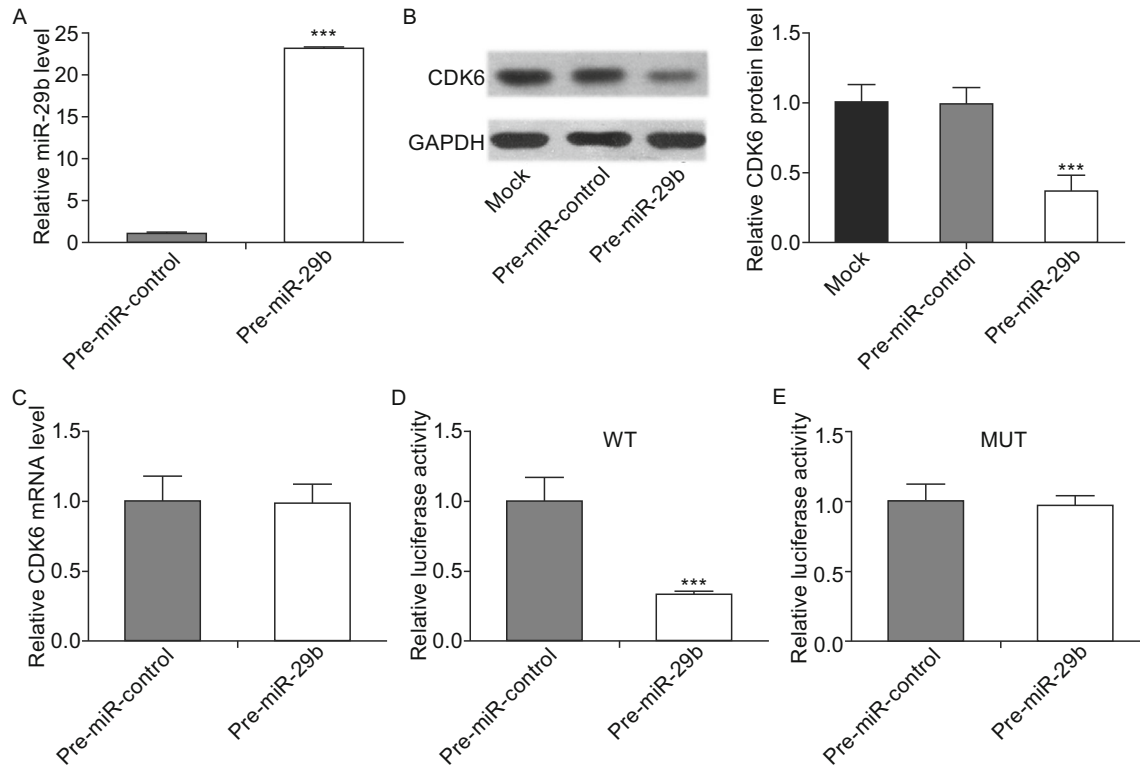 A
Relative miR-29b level
25
20
15
10
5
0
***
Pre-miR-control
Pre-miR-29b
B
CDK6
GAPDH
Mock
Pre-miR-control
Pre-miR-29b
Relative CDK6 protein level
1.5
1.0
0.5
0.0
***
Mock
Pre-miR-control
Pre-miR-29b
C
Relative CDK6 mRNA level
1.5
1.0
0.5
0.0
Pre-miR-control
Pre-miR-29b
D
Relative luciferase activity
1.5
1.0
0.5
0.0
WT
***
Pre-miR-control
Pre-miR-29b
E
Relative luciferase activity
1.5
1.0
0.5
0.0
MUT
Pre-miR-control
Pre-miR-29b